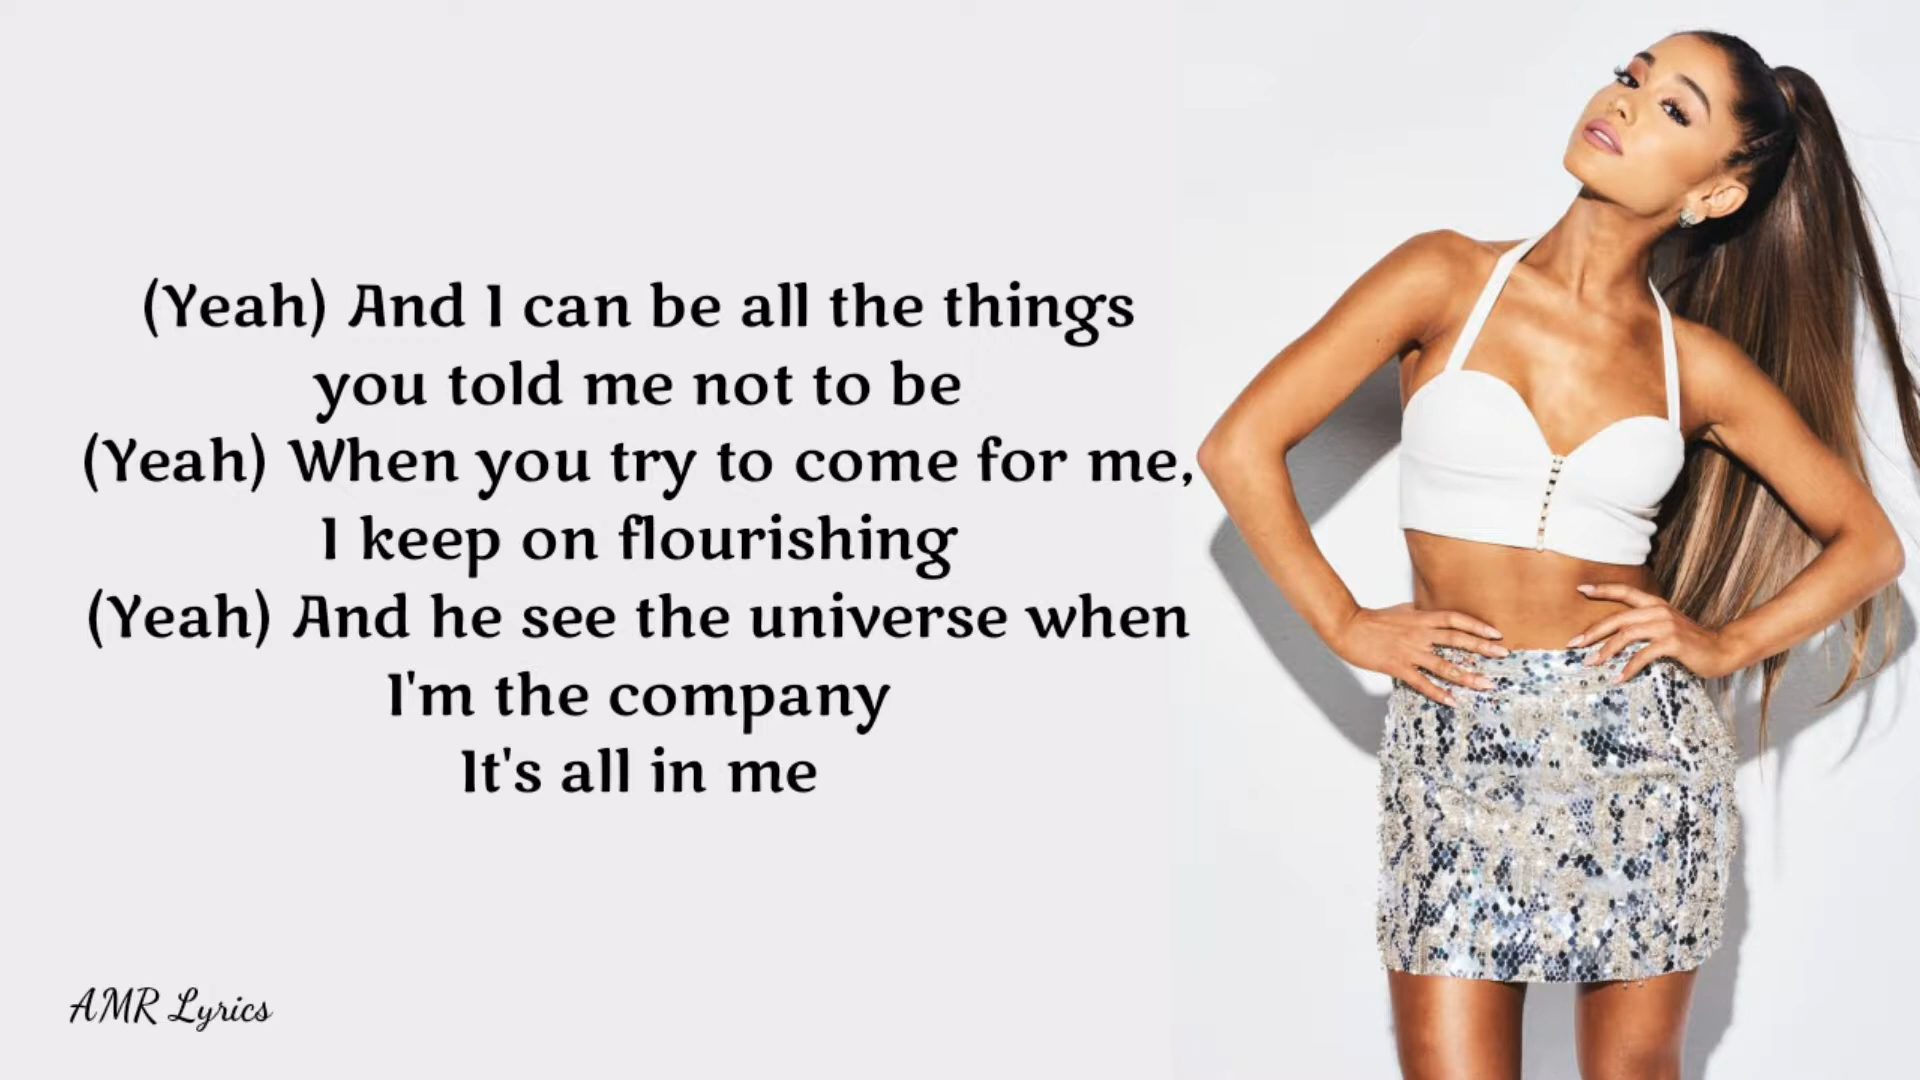 (Yeah) And I can be all the things
you told me not to be
(Yeah) When you try to come for me,
I keep on flourishing
(Yeah) And he see the universe when
I'm the company
It's all in me
AMR Lyrics